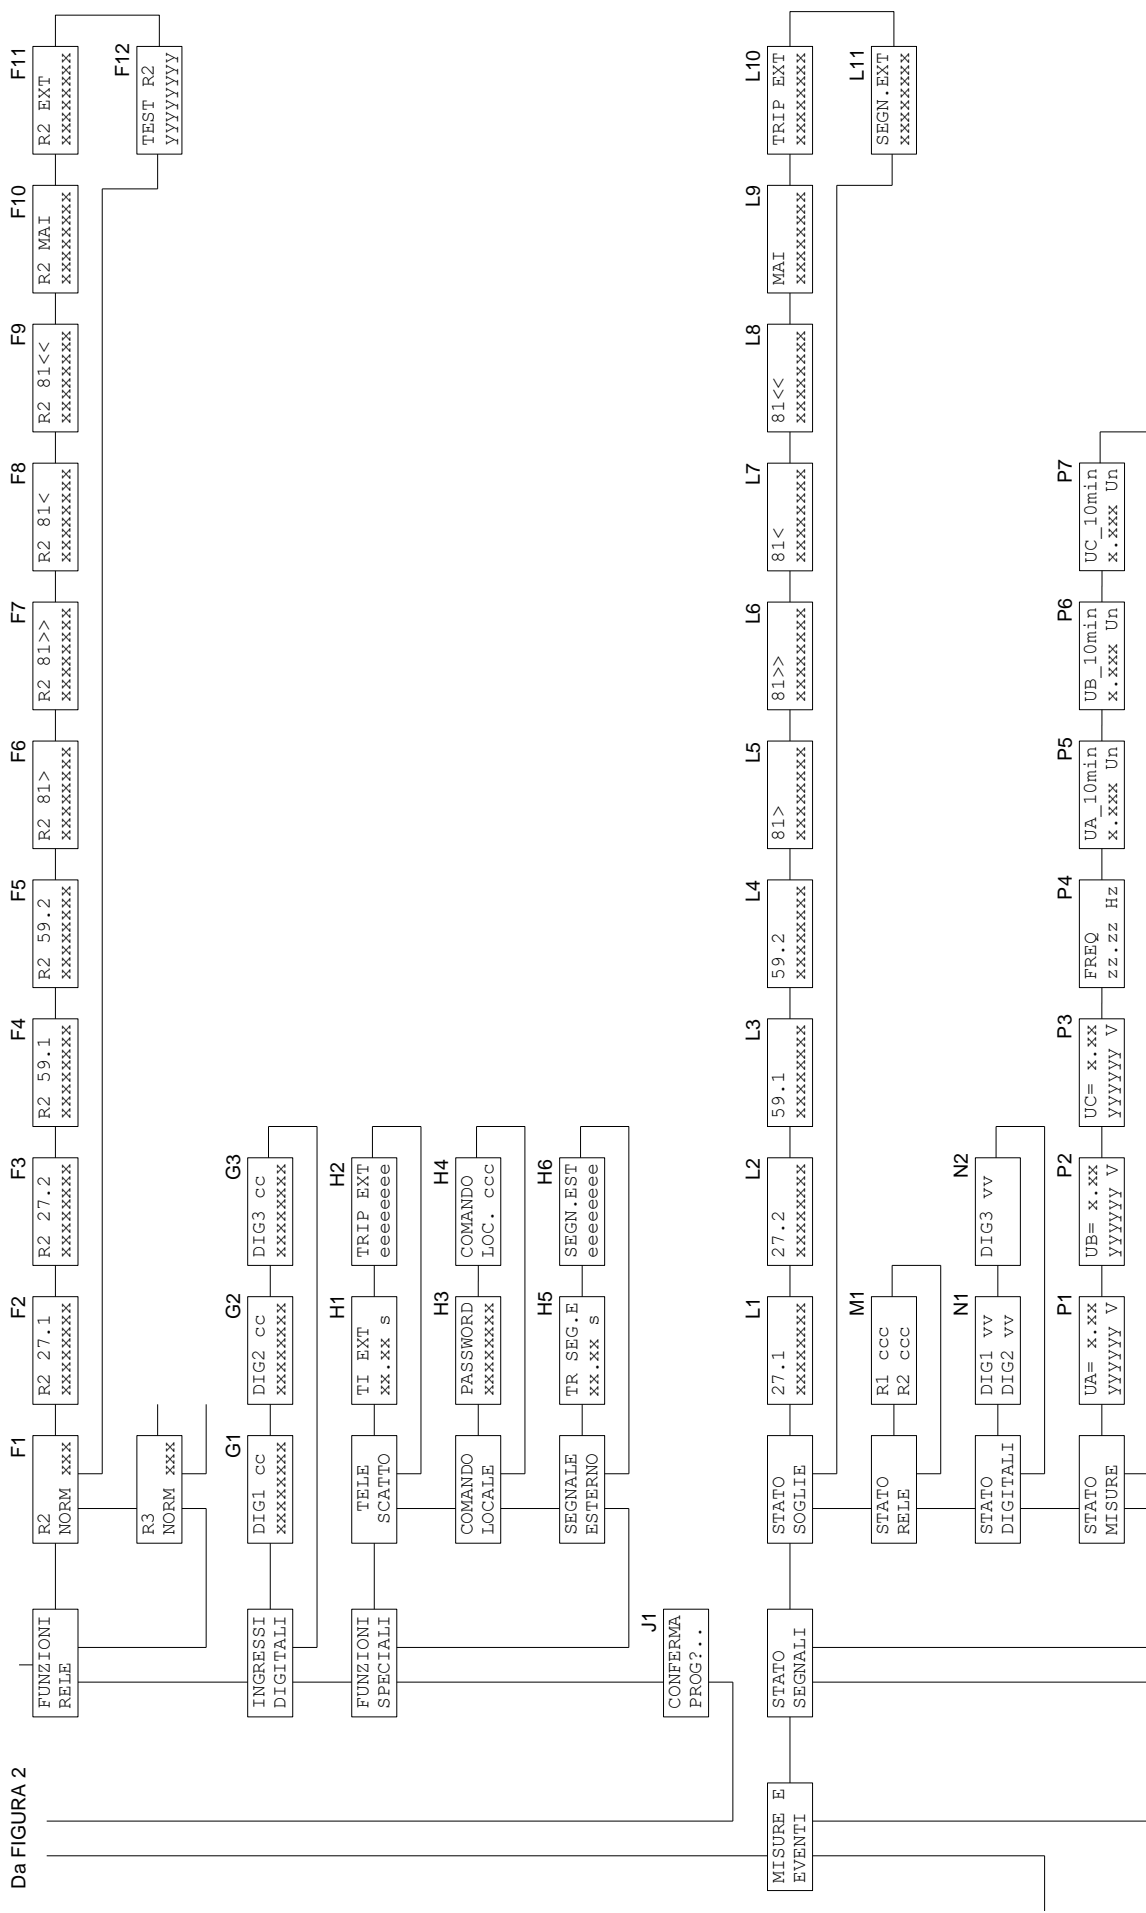 Da FIGURA 2
FUNZIONI
RELE
F1
R2
NORM xxx
F2
R2 27.1
xxxxxxxx
F3
R2 27.2
xxxxxxxx
F4
R2 59.1
xxxxxxxx
F5
R2 59.2
xxxxxxxx
F6
R2 81>
xxxxxxxx
F7
R2 81>>
xxxxxxxx
F8
R2 81<
xxxxxxxx
F9
R2 81<<
xxxxxxxx
F10
R2 MAI
xxxxxxxx
F11
R2 EXT
xxxxxxxx
F12
TEST R2
yyyyyyyy
R3
NORM xxx
INGRESSI
DIGITALI
G1
DIG1 cc
xxxxxxxx
G2
DIG2 cc
xxxxxxxx
G3
DIG3 cc
xxxxxxxx
FUNZIONI
SPECIALI
TELE
SCATTO
H1
TI EXT
xx.xx s
H2
TRIP EXT
eeeeeeee
COMANDO
LOCALE
H3
PASSWORD
xxxxxxxx
H4
COMANDO
LOC. ccc
SEGNALE
ESTERNO
H5
TR SEG.E
xx.xx s
H6
SEGN.EST
eeeeeeee
J1
CONFERMA
PROG?..
MISURE E
EVENTI
STATO
SEGNALI
STATO
SOGLIE
L1
27.1
xxxxxxxx
L2
27.2
xxxxxxxx
L3
59.1
xxxxxxxx
L4
59.2
xxxxxxxx
L5
81>
xxxxxxxx
L6
81>>
xxxxxxxx
L7
81<
xxxxxxxx
L8
81<<
xxxxxxxx
L9
MAI
xxxxxxxx
L10
TRIP EXT
xxxxxxxx
L11
SEGN.EXT
xxxxxxxx
STATO
RELE
M1
R1 ccc
R2 ccc
STATO
DIGITALI
N1
DIG1 vv
DIG2 vv
N2
DIG3 vv
STATO
MISURE
P1
UA= x.xx
yyyyyy V
P2
UB= x.xx
yyyyyy V
P3
UC= x.xx
yyyyyy V
P4
FREQ
zz.zz Hz
P5
UA_10min
x.xxx Un
P6
UB_10min
x.xxx Un
P7
UC_10min
x.xxx Un